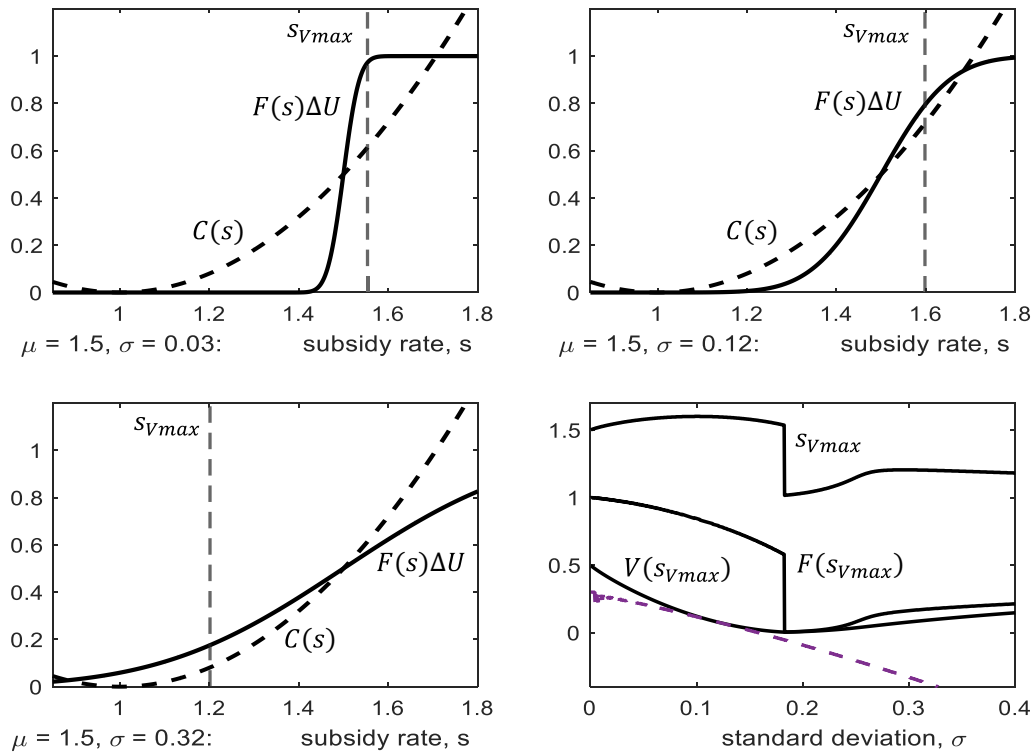 s_Vmax
1
0.8
0.6
0.4
0.2
0
F(s)ΔU
C(s)
1 1.2 1.4 1.6 1.8
μ = 1.5, σ = 0.03: subsidy rate, s
s_Vmax
1
0.8
0.6
0.4
0.2
0
F(s)ΔU
C(s)
1 1.2 1.4 1.6 1.8
μ = 1.5, σ = 0.12: subsidy rate, s
s_Vmax
1
0.8
0.6
0.4
0.2
0
F(s)ΔU
C(s)
1 1.2 1.4 1.6 1.8
μ = 1.5, σ = 0.32: subsidy rate, s
1.5
1
0.5
0
s_Vmax
V(s_Vmax) F(s_Vmax)
0 0.1 0.2 0.3 0.4
standard deviation, σ